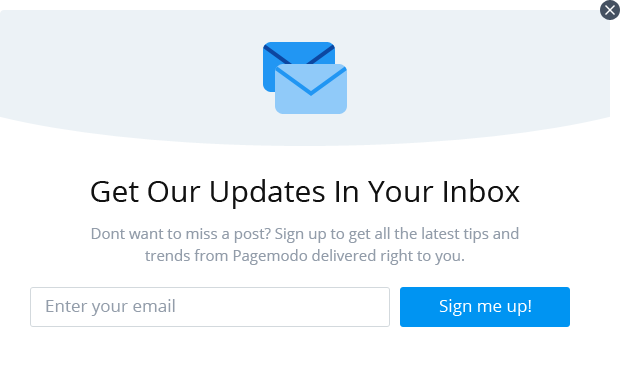 Get Our Updates In Your Inbox
Dont want to miss a post? Sign up to get all the latest tips and
trends from Pagemodo delivered right to you.
Enter your email
Sign me up!